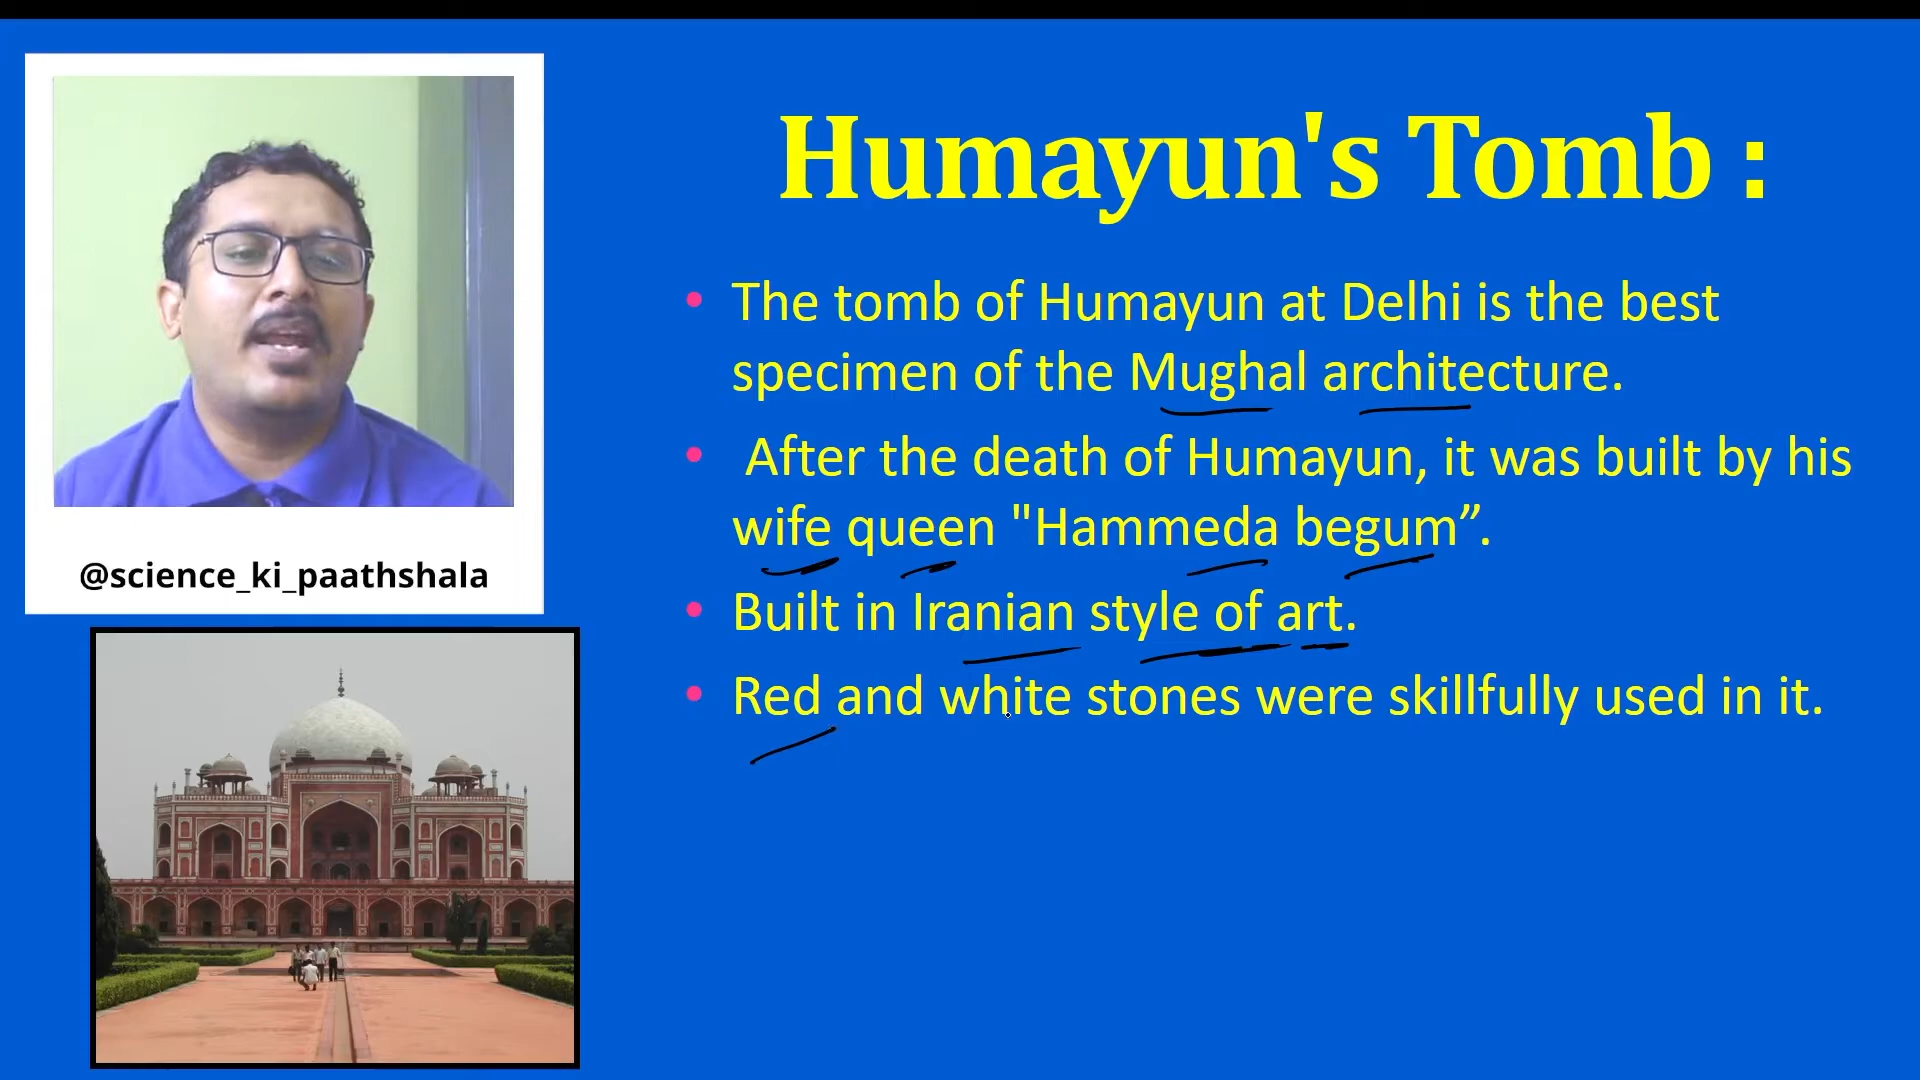 Humayun's Tomb :
• The tomb of Humayun at Delhi is the best
specimen of the Mughal architecture.
• After the death of Humayun, it was built by his
wife queen "Hammeda begum”.
• Built in Iranian style of art.
• Red and white stones were skillfully used in it.
@science_ki_paathshala